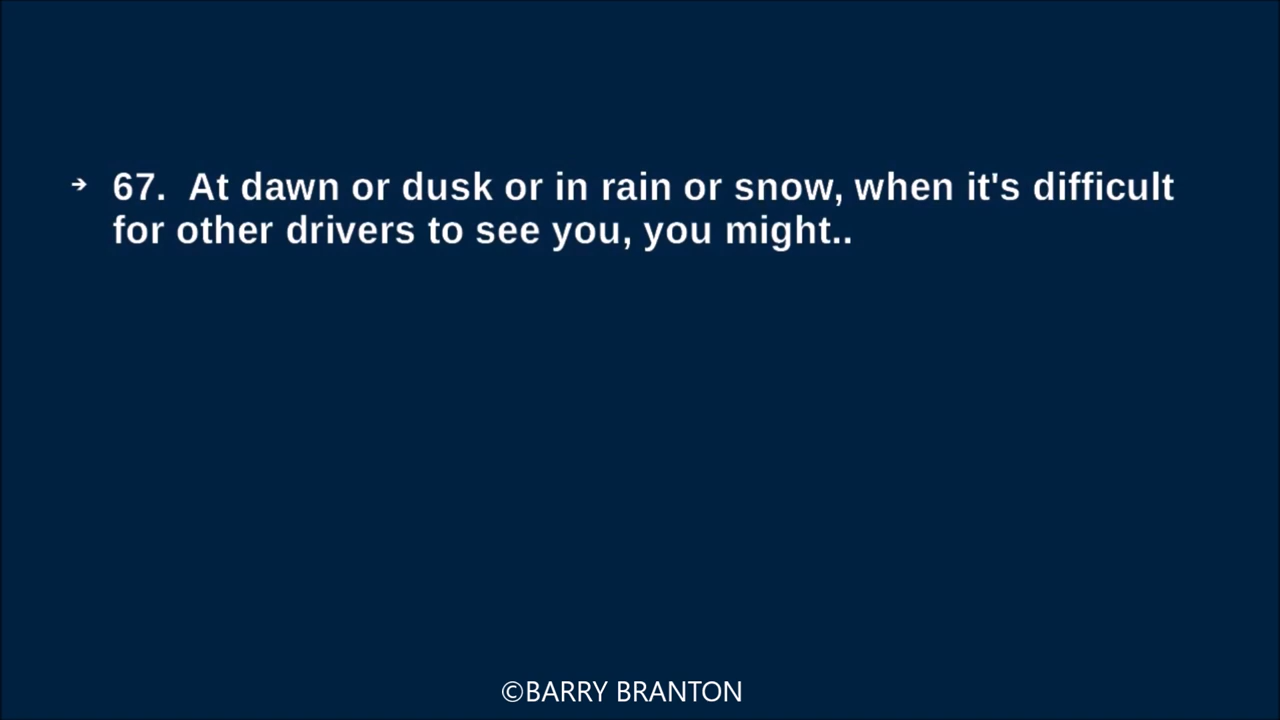 ➔ 67. At dawn or dusk or in rain or snow, when it's difficult
for other drivers to see you, you might..
©BARRY BRANTON